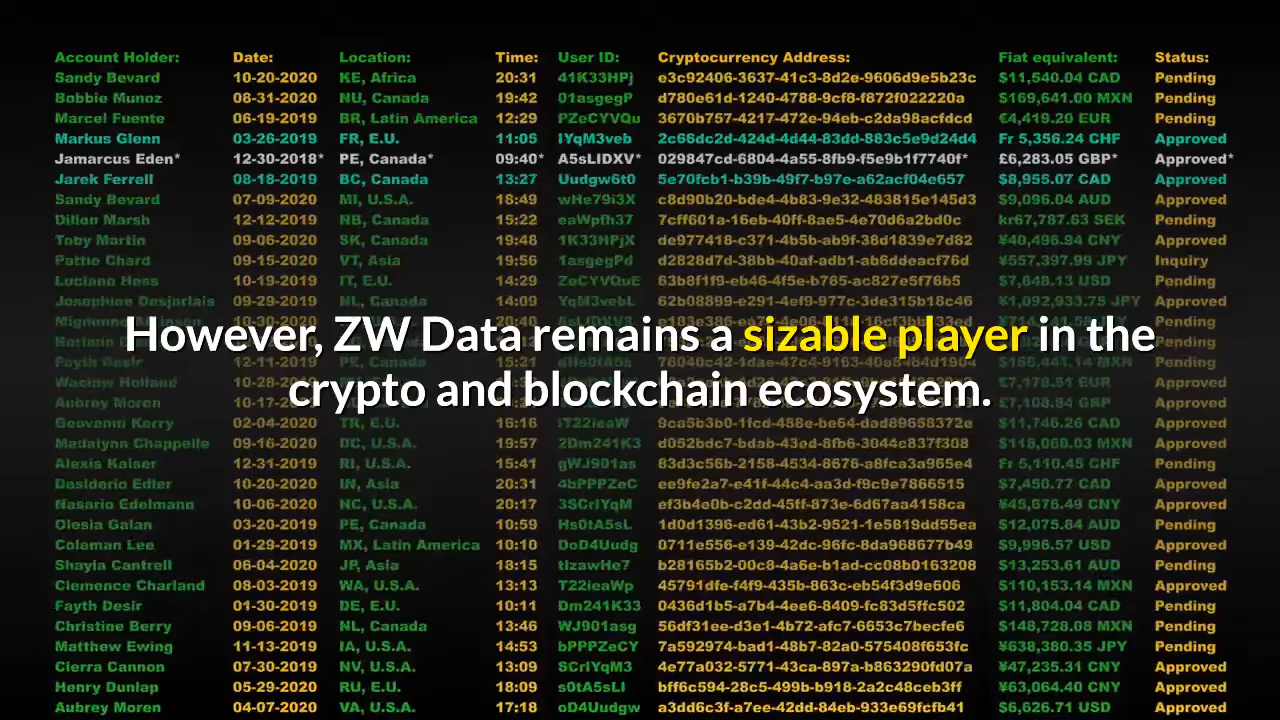 Account Holder: Date: Location: Time: User ID: Cryptocurrency Address: Fiat equivalent: Status:
Sandy Bevard 10-20-2020 KE, Africa 20:31 41K33HPj e3c92406-3637-41c3-8d2e-9606d9e5b23c $11,540.04 CAD Pending
Bobbie Munoz 08-31-2020 NU, Canada 19:42 01asgegP d780e61d-1240-4788-9cf8-f872f022220a $169,641.00 MXN Pending
Marcel Fuente 06-19-2019 BR, Latin America 12:29 PZeCYVQu 3670b757-4217-472e-94eb-c2da98acfdcd €4,419.20 EUR Pending
Markus Glenn 03-26-2019 FR, E.U. 11:05 IYqM3veb 2c66dc2d-424d-4d44-83dd-883c5e9d24d4 Fr 5,356.24 CHF Approved
Jamarcus Eden* 12-30-2018* PE, Canada* 09:40* A5sLIDXV* 029847cd-6804-4a55-8fb9-f5e9b1f7740f* £6,283.05 GBP* Approved*
Jarek Ferrell 08-18-2019 BC, Canada 13:27 Uudgw6t0 5e70fcb1-b39b-49f7-b97e-a62acf04e657 $8,955.07 CAD Approved
Sandy Bevard 07-09-2020 MI, U.S.A. 18:49 wHe79i3X c8d90b20-bde4-4b83-9e32-483815e145d3 $9,096.04 AUD Approved
Dillon Marsh 12-12-2019 NB, Canada 15:22 eaWpfh37 7cff601a-16eb-40ff-8ae5-4e70d6a2bd0c kr67,787.63 SEK Pending
Toby Martin 09-06-2020 SK, Canada 19:48 1K33HPjX de977418-c371-4b5b-ab9f-38d1839e7d82 ¥40,496.94 CNY Approved
Pattie Chard 09-15-2020 VT, Asia 19:56 1asgegPd d2828d7d-38bb-40af-adb1-ab6ddeacf76d ¥557,397.99 JPY Inquiry
Luciana Hess 10-19-2020 IT, E.U. 14:29 ZeCYVQuE 63b8f1f9-eb46-4f5e-b765-ac827e5f76b5 $7,848.13 USD Pending
Josephine Desjarlais 09-29-2019 NL, Canada 14:09 YqM3vebL 62b08899-e291-4ef9-977c-3de315b18c46 ¥1,092,933.75 JPY Approved
However, ZW Data remains a sizable player in the
crypto and blockchain ecosystem.
Fayth Desir 12-11-2020
Waclaw Holland 10-28-20 €7,178.51 EUR Approved
Aubrey Moren 10-17-20 £7,108.84 GBP Approved
Geovanni Kerry 02-04-2020 TR, E.U. 16:16 iT22ieaW 9ca5b3b0-1fcd-488e-be64-dad89658372e $11,746.26 CAD Approved
Madalynn Chappelle 09-16-2020 DC, U.S.A. 19:57 2Dm241K3 d052bdc7-bdab-43ed-8fb6-3044c837f308 $118,060.03 MXN Approved
Alexis Kaiser 12-31-2019 RI, U.S.A. 15:41 gWJ901as 83d3c56b-2158-4534-8676-a8fca3a965e4 Fr 5,110.45 CHF Pending
Desiderio Edler 10-20-2020 IN, Asia 20:31 4bPPPZeC ee9fe2a7-e41f-44c4-aa3d-f9c9e7866515 $7,450.77 CAD Approved
Nasario Edelmann 10-06-2020 NC, U.S.A. 20:17 3SCrIYqM ef3b4e0b-c2dd-45ff-873e-6d67aa4158ca ¥45,676.49 CNY Approved
Olesia Galan 03-20-2019 PE, Canada 10:59 Hs0tA5sL 1d0d1396-ed61-43b2-9521-1e5819dd55ea $12,075.84 AUD Pending
Coleman Lee 01-29-2019 MX, Latin America 10:10 DoD4Uudg 0711e556-e139-42dc-96fc-8da968677b49 $9,996.57 USD Approved
Shayla Cantrell 06-04-2020 JP, Asia 18:15 tIzawHe7 b28165b2-00c8-4a6e-b1ad-cc08b0163208 $13,253.61 AUD Pending
Clemence Charland 08-03-2019 WA, U.S.A. 13:13 T22ieaWp 45791dfe-f4f9-435b-863c-eb54f3d9e606 $110,153.14 MXN Approved
Fayth Desir 01-30-2019 DE, E.U. 10:11 Dm241K33 0436d1b5-a7b4-4ee6-8409-fc83d5ffc502 $11,804.04 CAD Pending
Christine Berry 09-06-2019 NL, Canada 13:46 WJ901asg 56df31ee-d3e1-4b72-afc7-6653c7becfe6 $148,728.08 MXN Pending
Matthew Ewing 11-13-2019 IA, U.S.A. 14:53 bPPPZeCY 7a592974-bad1-48b7-82a0-575408f653fc ¥638,380.35 JPY Pending
Cierra Cannon 07-30-2019 NV, U.S.A. 13:09 SCrIYqM3 4e77a032-5771-43ca-897a-b863290fd07a ¥47,235.31 CNY Approved
Henry Dunlap 05-29-2020 RU, E.U. 18:09 s0tA5sLI bff6c594-28c5-499b-b918-2a2c48ceb3ff ¥63,064.40 CNY Approved
Aubrey Moren 04-07-2020 VA, U.S.A. 17:18 oD4Uudgw a3dd6c3f-a7ee-42dd-84eb-933e69fcfb41 $6,626.71 USD Approved